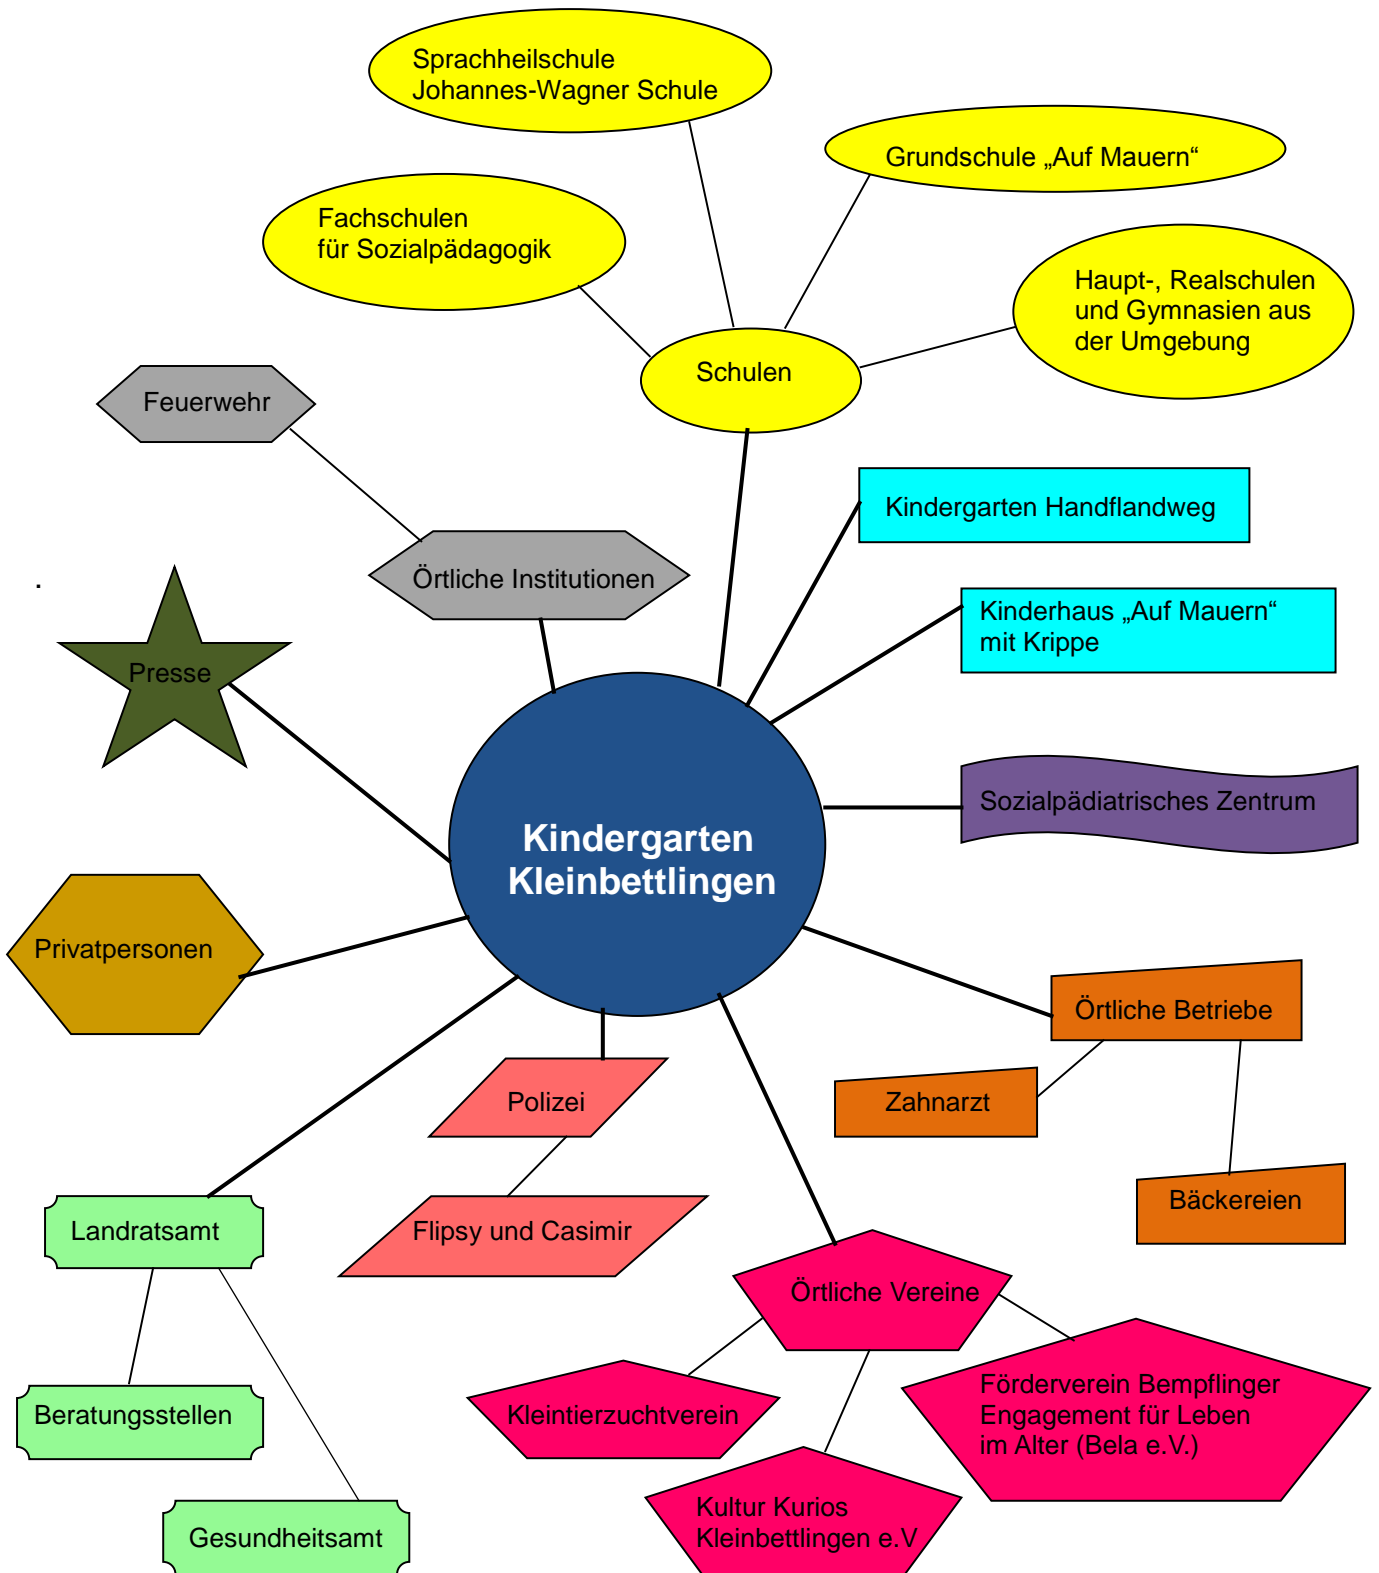 Sprachheilschule
Johannes-Wagner Schule
Grundschule „Auf Mauern“
Fachschulen
für Sozialpädagogik
Haupt-, Realschulen
und Gymnasien aus
der Umgebung
Schulen
Feuerwehr
Kindergarten Handflandweg
Örtliche Institutionen
.
Kinderhaus „Auf Mauern“
mit Krippe
Presse
Sozialpädiatrisches Zentrum
Kindergarten
Kleinbettlingen
Privatpersonen
Örtliche Betriebe
Polizei
Zahnarzt
Bäckereien
Landratsamt
Flipsy und Casimir
Örtliche Vereine
Beratungsstellen
Kleintierzuchtverein
Förderverein Bempflinger
Engagement für Leben
im Alter (Bela e.V.)
Kultur Kurios
Kleinbettlingen e.V
Gesundheitsamt